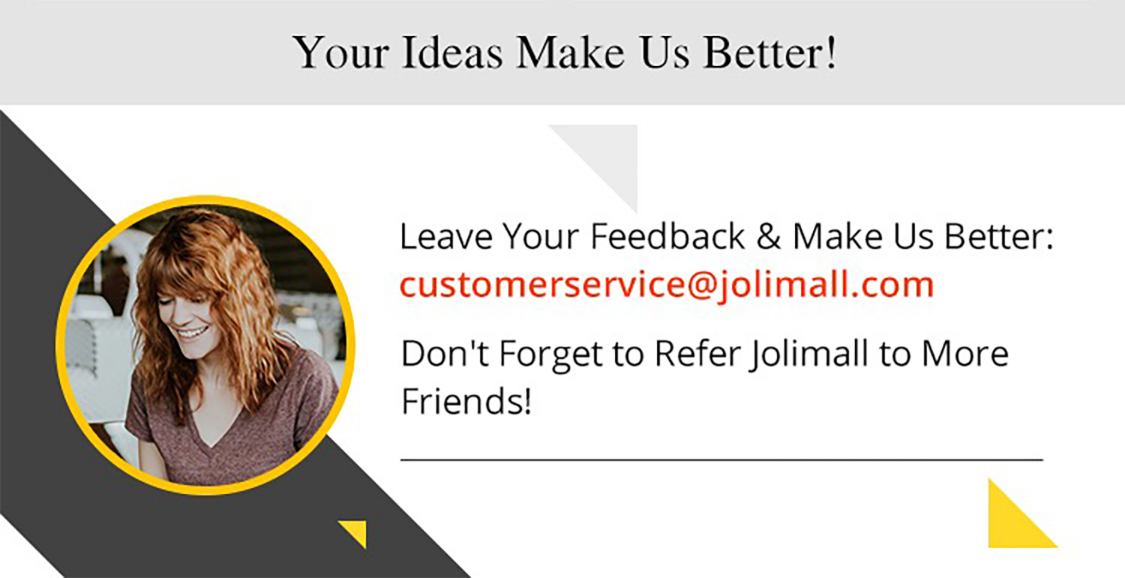 Your Ideas Make Us Better!
Leave Your Feedback & Make Us Better:
customerservice@jolimall.com
Don't Forget to Refer Jolimall to More
Friends!